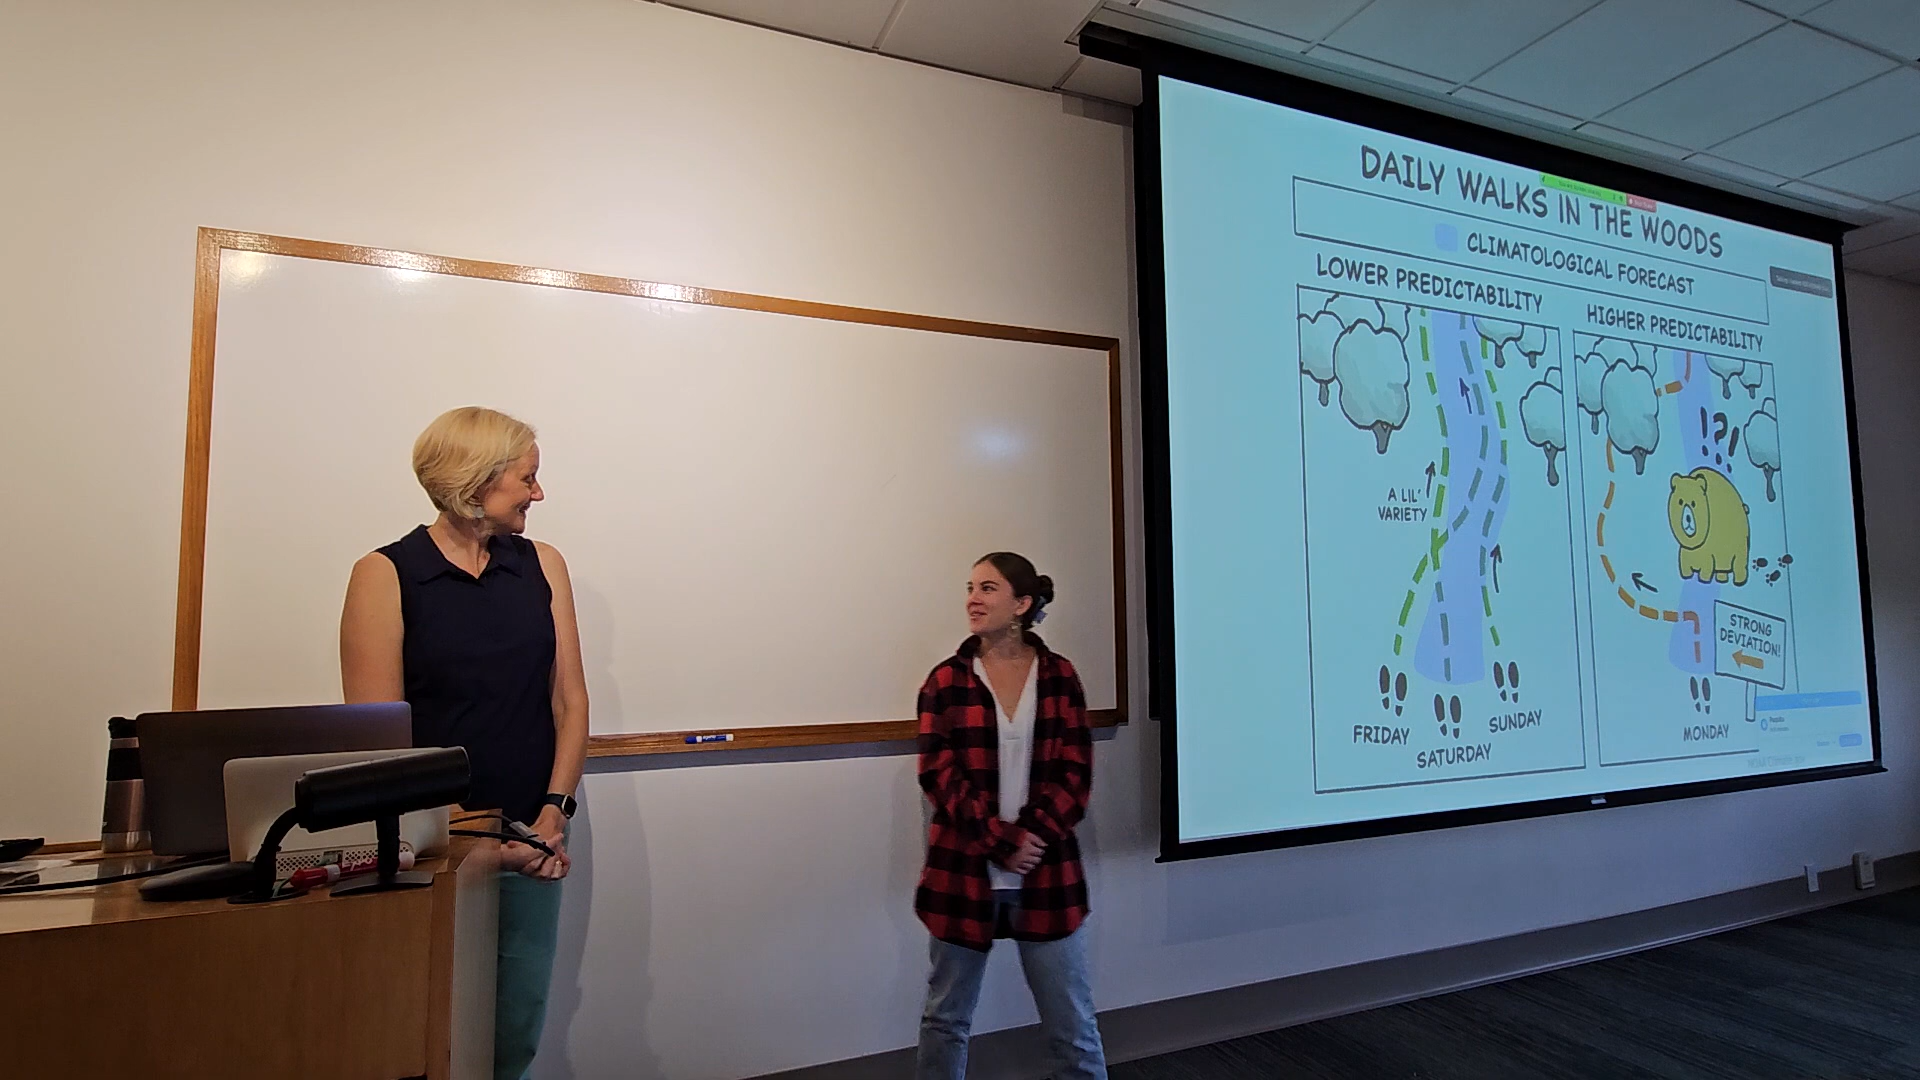 DAILY WALKS IN THE WOODS
CLIMATOLOGICAL FORECAST
LOWER PREDICTABILITY
HIGHER PREDICTABILITY
A LIL'
VARIETY
!?!
STRONG
DEVIATION!
FRIDAY
SATURDAY
SUNDAY
MONDAY